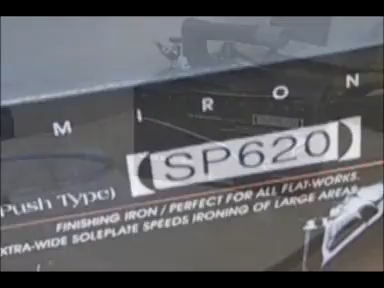 M I R O N
(SP620)
Push Type)
FINISHING IRON / PERFECT FOR ALL FLAT-WORKS.
EXTRA-WIDE SOLEPLATE SPEEDS IRONING OF LARGE AREAS